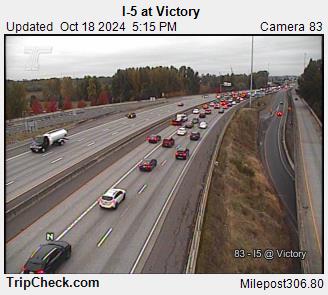 I-5 at Victory
Updated Oct 18 2024 5:15 PM Camera 83
N
83 - I5 @ Victory
TripCheck.com Milepost306.80